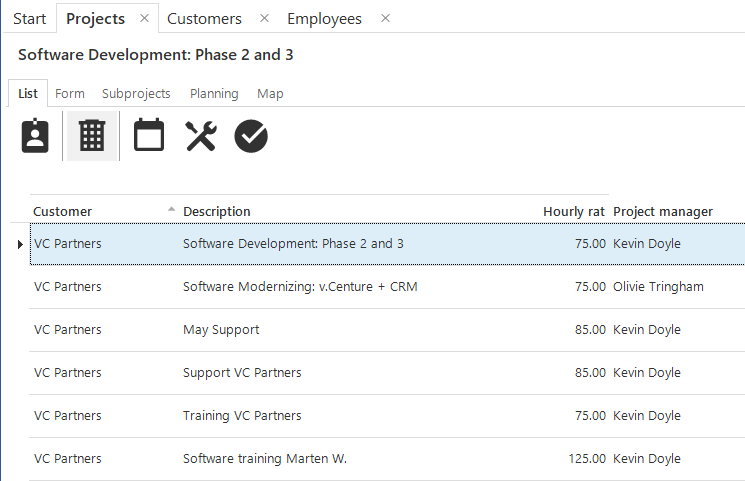 Start Projects Customers Employees
Software Development: Phase 2 and 3
List Form Subprojects Planning Map
Customer Description Hourly rat Project manager
VC Partners Software Development: Phase 2 and 3 75.00 Kevin Doyle
VC Partners Software Modernizing: v.Centure + CRM 75.00 Olivie Tringham
VC Partners May Support 85.00 Kevin Doyle
VC Partners Support VC Partners 85.00 Kevin Doyle
VC Partners Training VC Partners 75.00 Kevin Doyle
VC Partners Software training Marten W. 125.00 Kevin Doyle